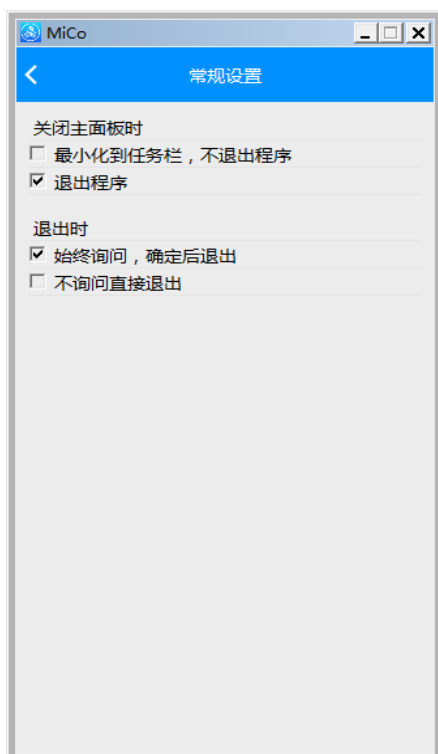 MiCo
常规设置
关闭主面板时
最小化到任务栏，不退出程序
退出程序
退出时
始终询问，确定后退出
不询问直接退出